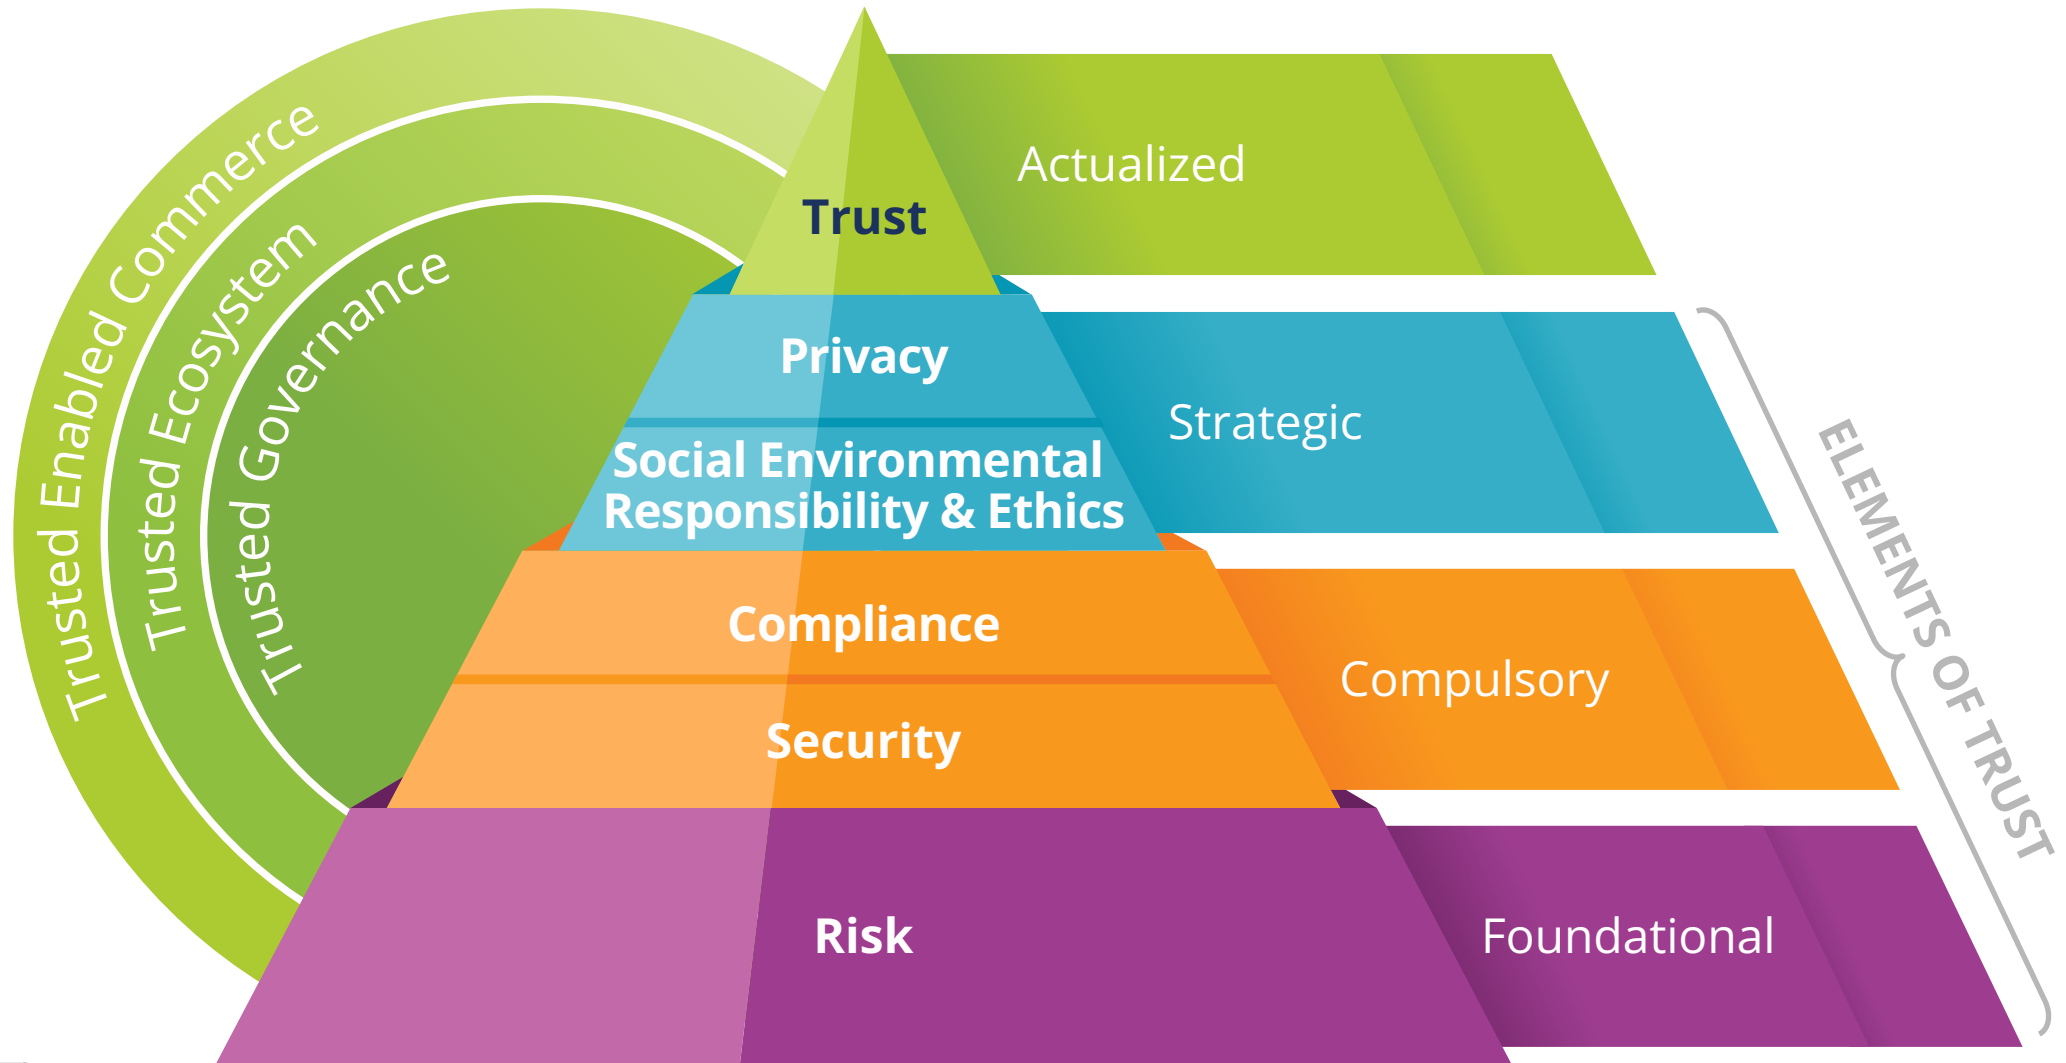 Trusted Enabled Commerce
Trusted Ecosystem
Trusted Governance
Trust
Actualized
Privacy
Social Environmental
Responsibility & Ethics
Strategic
Compliance
Security
Compulsory
Risk
Foundational
ELEMENTS OF TRUST